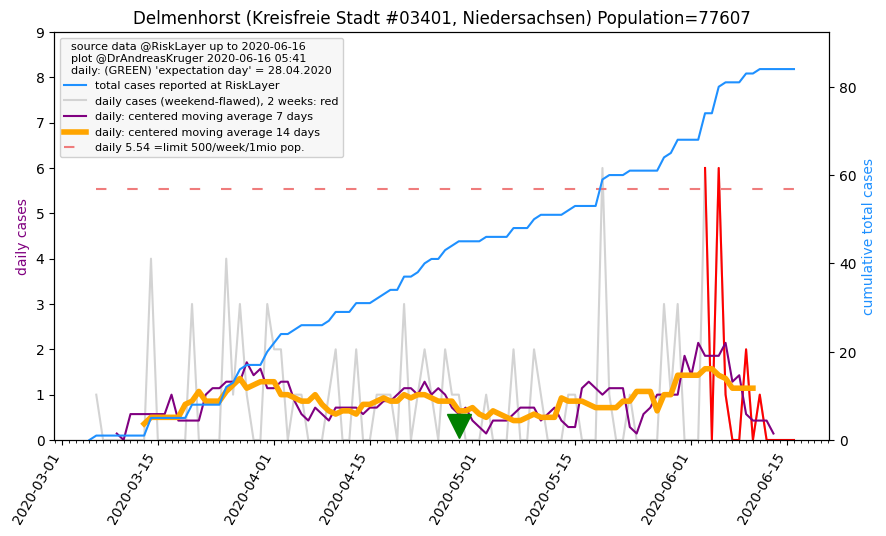 Delmenhorst (Kreisfreie Stadt #03401, Niedersachsen) Population=77607
source data @RiskLayer up to 2020-06-16
plot @DrAndreasKruger 2020-06-16 05:41
daily: (GREEN) 'expectation day' = 28.04.2020
total cases reported at RiskLayer
daily cases (weekend-flawed), 2 weeks: red
daily: centered moving average 7 days
daily: centered moving average 14 days
daily 5.54 =limit 500/week/1mio pop.
daily cases
9
8
7
6
5
4
3
2
1
0
80
60
40
20
0
cumulative total cases
2020-03-01
2020-03-15
2020-04-01
2020-04-15
2020-05-01
2020-05-15
2020-06-01
2020-06-15